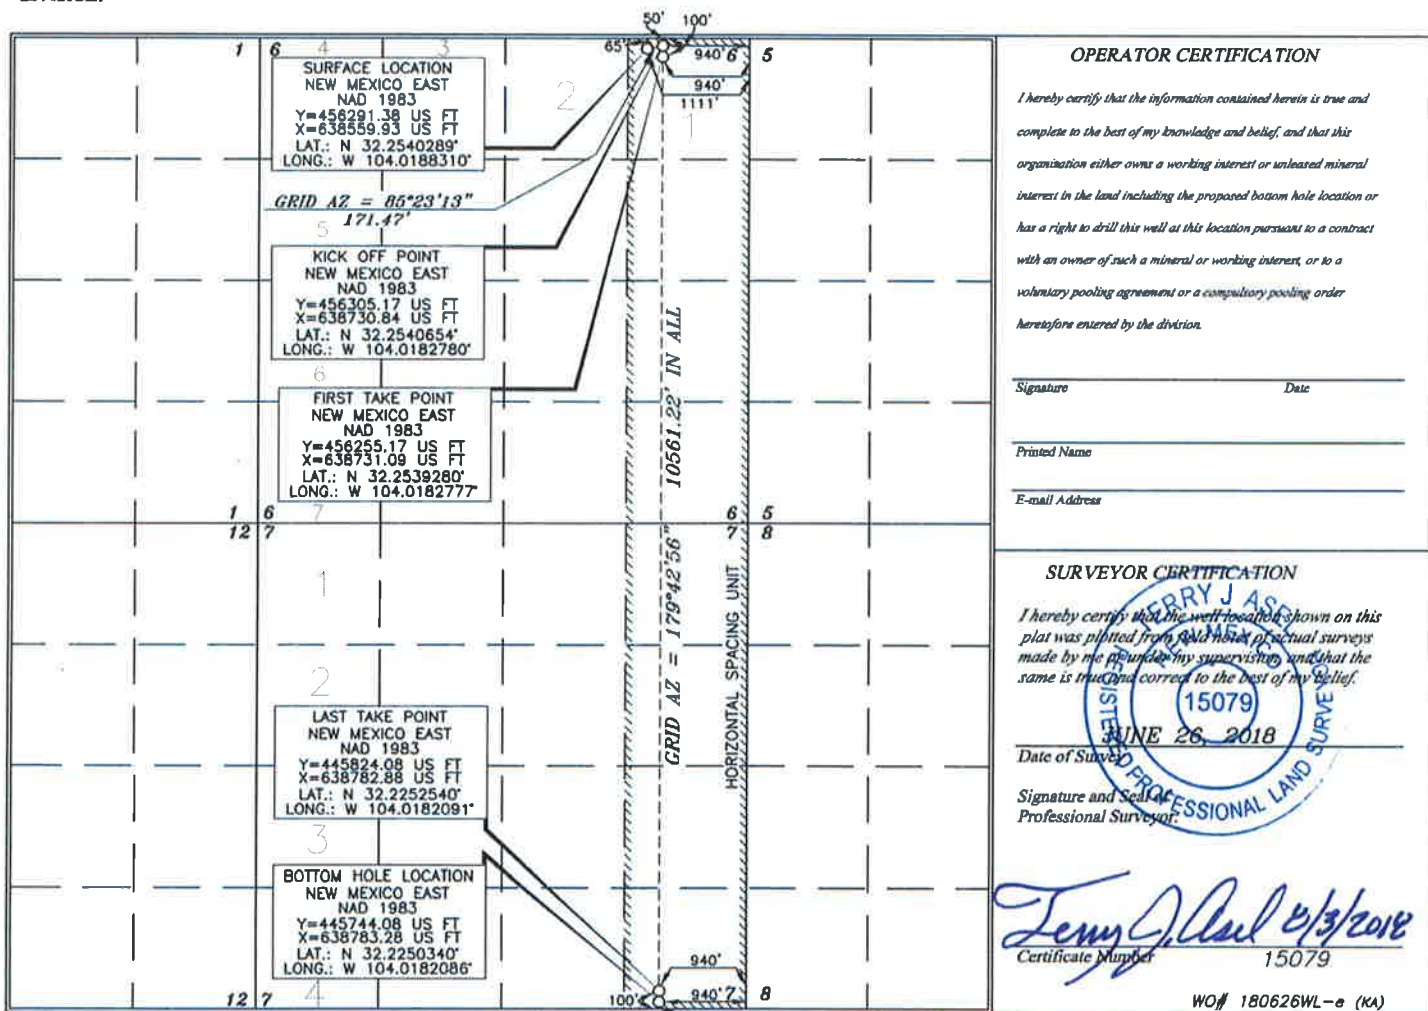 50' 100'
1 6 4 3 65' 940' 6 5
2
940'
1111'
1
SURFACE LOCATION
NEW MEXICO EAST
NAD 1983
Y=456291.38 US FT
X=638559.93 US FT
LAT.: N 32.2540289°
LONG.: W 104.0188310°
GRID AZ = 85°23'13"
171.47'
5
KICK OFF POINT
NEW MEXICO EAST
NAD 1983
Y=456305.17 US FT
X=638730.84 US FT
LAT.: N 32.2540654°
LONG.: W 104.0182780°
6
FIRST TAKE POINT
NEW MEXICO EAST
NAD 1983
Y=456255.17 US FT
X=638731.09 US FT
LAT.: N 32.2539280°
LONG.: W 104.0182777°
1 6 7 6 5
12 7 7 8
1
2
GRID AZ = 179°42'56"
10561.22' IN ALL
HORIZONTAL SPACING UNIT
LAST TAKE POINT
NEW MEXICO EAST
NAD 1983
Y=445824.08 US FT
X=638782.88 US FT
LAT.: N 32.2252540°
LONG.: W 104.0182091°
3
BOTTOM HOLE LOCATION
NEW MEXICO EAST
NAD 1983
Y=445744.08 US FT
X=638783.28 US FT
LAT.: N 32.2250340°
LONG.: W 104.0182086°
940'
12 7 4 100' 940' 7 8
OPERATOR CERTIFICATION
I hereby certify that the information contained herein is true and
complete to the best of my knowledge and belief, and that this
organization either owns a working interest or unleased mineral
interest in the land including the proposed bottom hole location or
has a right to drill this well at this location pursuant to a contract
with an owner of such a mineral or working interest, or to a
voluntary pooling agreement or a compulsory pooling order
heretofore entered by the division.
Signature Date
Printed Name
E-mail Address
SURVEYOR CERTIFICATION
I hereby certify that the well location shown on this
plat was plotted from field notes of actual surveys
made by me or under my supervision, and that the
same is true and correct to the best of my belief.
JUNE 26, 2018
Date of Survey
Signature and Seal of
Professional Surveyor:
TERRY J ASEL
NEW MEXICO
15079
REGISTERED PROFESSIONAL LAND SURVEYOR
Terry J. Asel 8/3/2018
Certificate Number 15079
WO# 180626WL-e (KA)